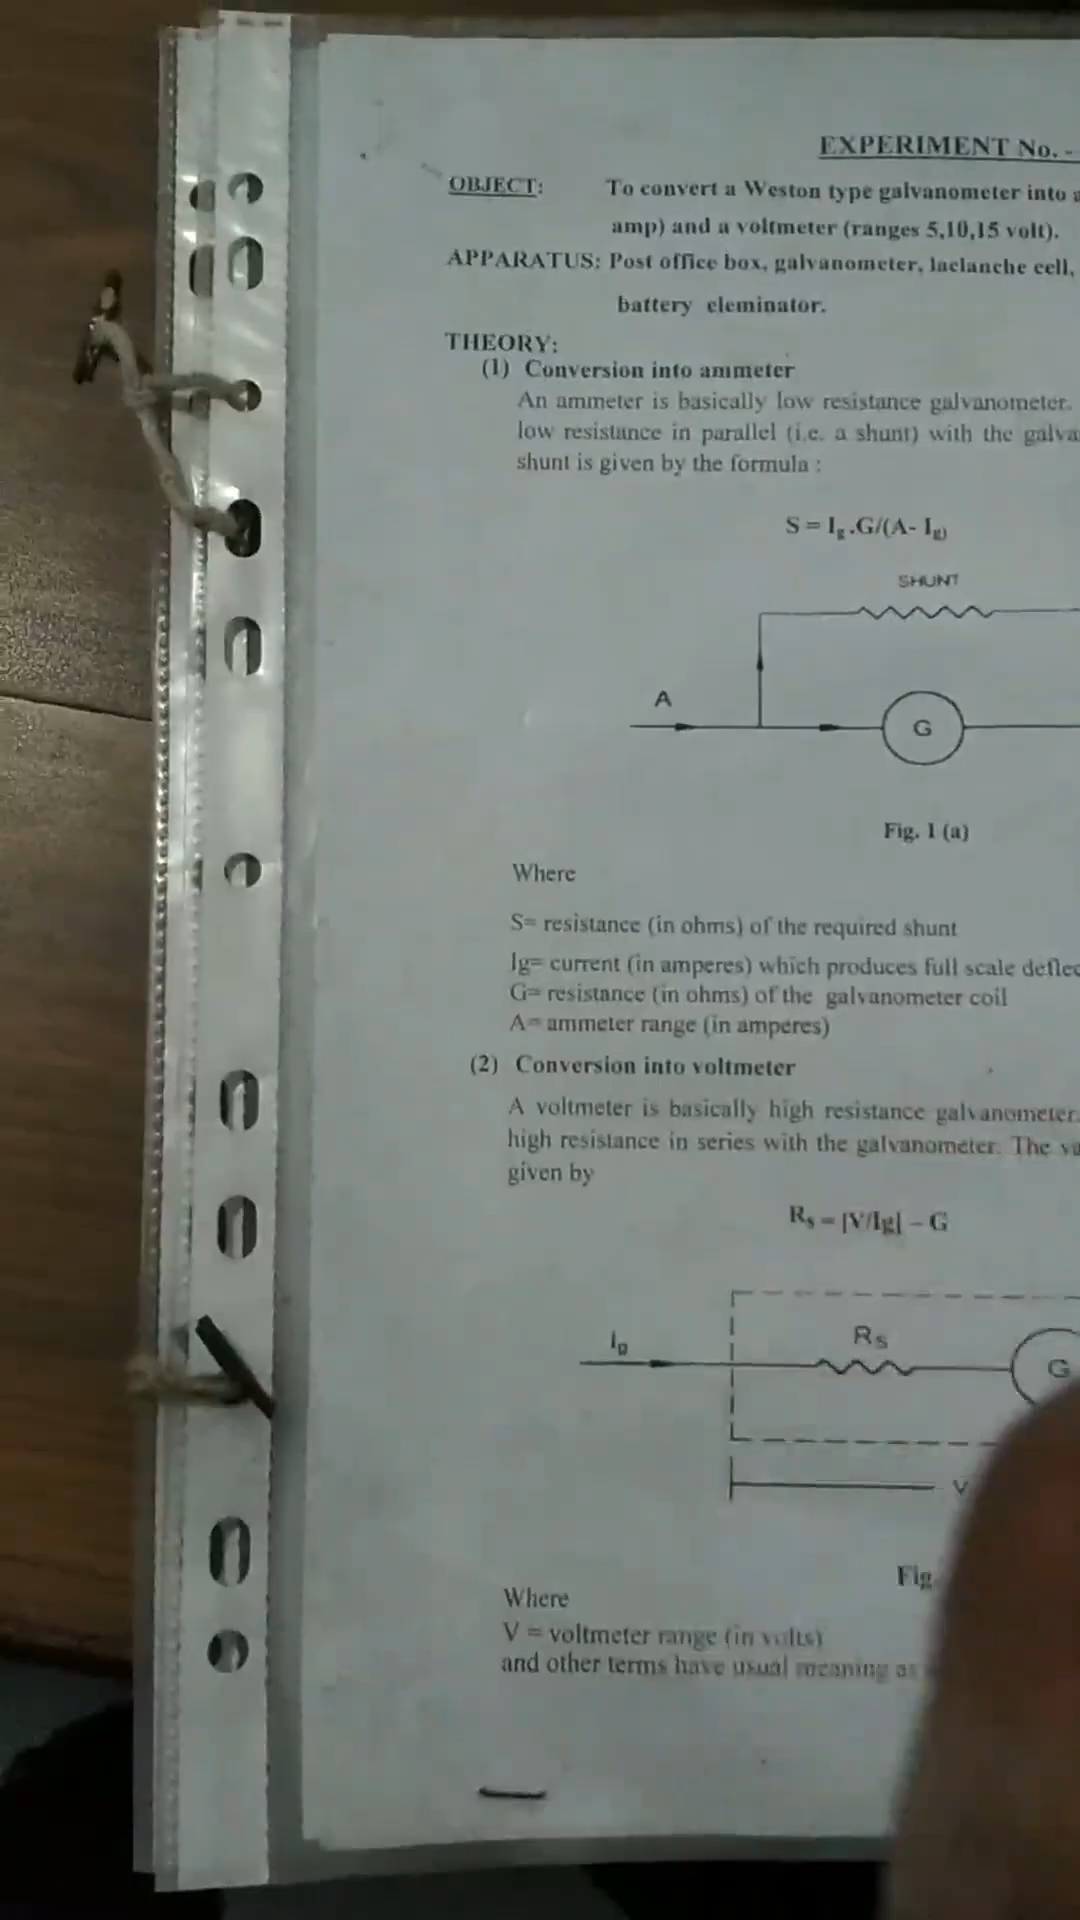 EXPERIMENT No. -
OBJECT: To convert a Weston type galvanometer into a
amp) and a voltmeter (ranges 5,10,15 volt).
APPARATUS: Post office box, galvanometer, laclanche cell,
battery eleminator.
THEORY:
(1) Conversion into ammeter
An ammeter is basically low resistance galvanometer.
low resistance in parallel (i.e. a shunt) with the galva
shunt is given by the formula :
S = Ig .G/(A- Ig)
SHUNT
A
G
Fig. 1 (a)
Where
S= resistance (in ohms) of the required shunt
Ig= current (in amperes) which produces full scale deflec
G= resistance (in ohms) of the galvanometer coil
A= ammeter range (in amperes)
(2) Conversion into voltmeter
A voltmeter is basically high resistance galvanometer.
high resistance in series with the galvanometer. The va
given by
Rs = [V/Ig] – G
Ig
Rs
G
V
Fig.
Where
V = voltmeter range (in volts)
and other terms have usual meaning as